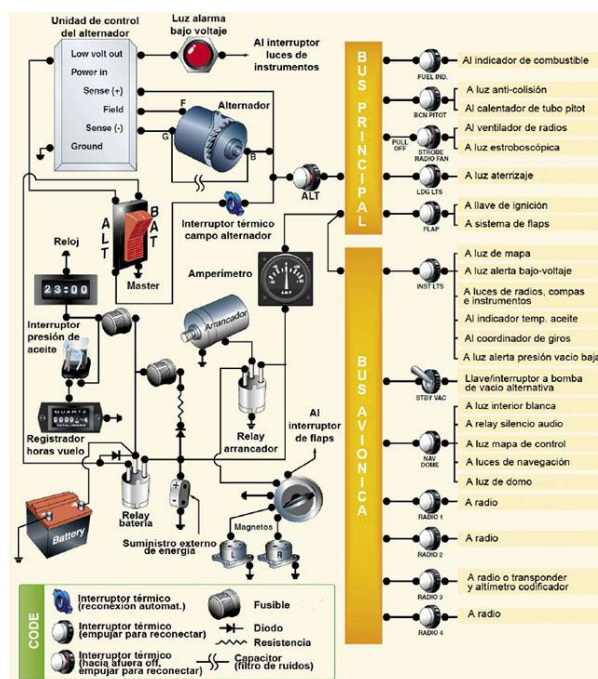 Unidad de control
del alternador
Luz alarma
bajo voltaje
Low volt out
Power in
Sense (+)
Field
Sense (-)
Ground
Al interruptor
luces de
instrumentos
F
Alternador
G
B
ALT
Interruptor térmico
campo alternador
ALT
BAT
Master
Reloj
23:00
Amperimetro
AMP
Interruptor
presión de
aceite
Arrancador
QUARTZ
Registrador
horas vuelo
Relay
arrancador
Al
interruptor
de flaps
Battery
Relay
bateria
Suministro externo
de energía
Magnetos
L
R
BUS PRINCIPAL
FUEL IND.
Al indicador de combustible
BCN PITOT
A luz anti-colisión
Al calentador de tubo pitot
PULL
OFF
STROBE
RADIO FAN
Al ventilador de radios
A luz estroboscópica
LDG LTS
A luz aterrizaje
FLAP
A llave de ignición
A sistema de flaps
BUS AVIONICA
INST LTS
A luz de mapa
A luz alerta bajo-voltaje
A luces de radios, compas
e instrumentos
Al indicador temp. aceite
Al coordinador de giros
A luz alerta presión vacio baja
STBY VAC
Llave/interruptor a bomba
de vacio alternativa
NAV
DOME
A luz interior blanca
A relay silencio audio
A luz mapa de control
A luces de navegación
A luz de domo
RADIO 1
A radio
RADIO 2
A radio
RADIO 3
A radio o transponder
y altímetro codificador
RADIO 4
A radio
CODE
Interruptor térmico
(reconexión automat.)
Interruptor térmico
(empujar para reconectar)
Interruptor térmico
(hacia afuera off,
empujar para reconectar)
Fusible
Diodo
Resistencia
Capacitor
(filtro de ruidos)